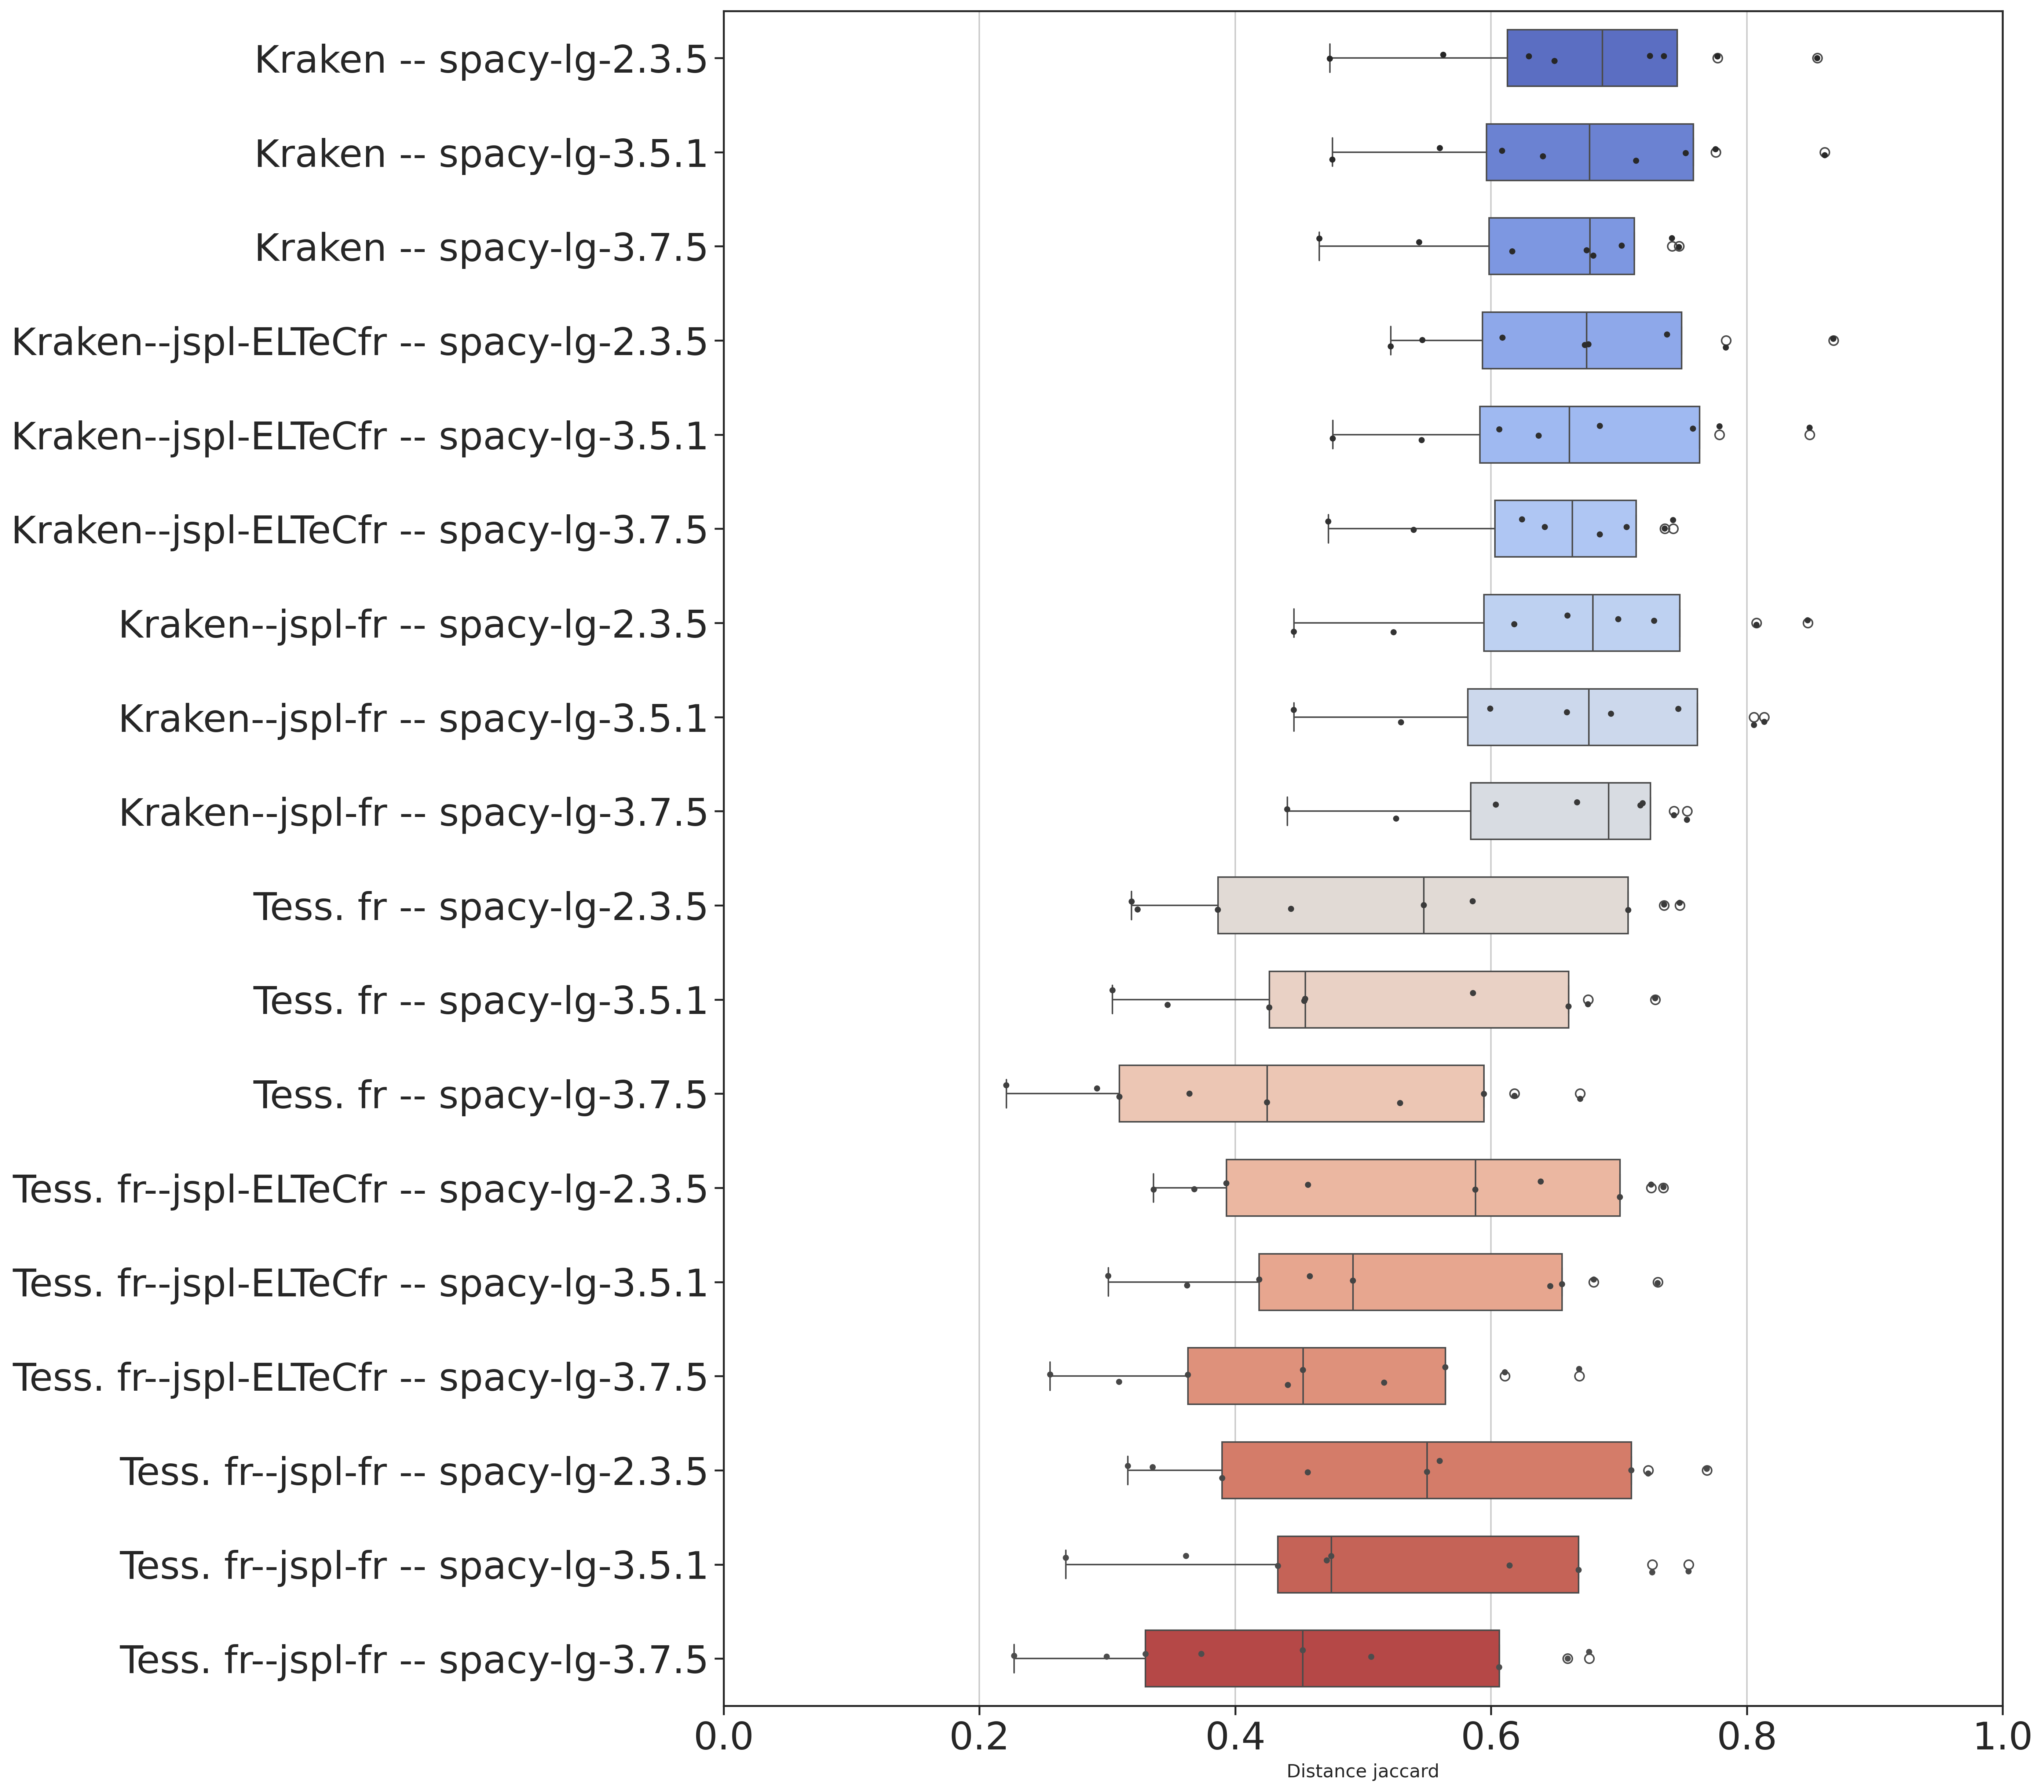 Kraken -- spacy-lg-2.3.5
Kraken -- spacy-lg-3.5.1
Kraken -- spacy-lg-3.7.5
Kraken--jspl-ELTeCfr -- spacy-lg-2.3.5
Kraken--jspl-ELTeCfr -- spacy-lg-3.5.1
Kraken--jspl-ELTeCfr -- spacy-lg-3.7.5
Kraken--jspl-fr -- spacy-lg-2.3.5
Kraken--jspl-fr -- spacy-lg-3.5.1
Kraken--jspl-fr -- spacy-lg-3.7.5
Tess. fr -- spacy-lg-2.3.5
Tess. fr -- spacy-lg-3.5.1
Tess. fr -- spacy-lg-3.7.5
Tess. fr--jspl-ELTeCfr -- spacy-lg-2.3.5
Tess. fr--jspl-ELTeCfr -- spacy-lg-3.5.1
Tess. fr--jspl-ELTeCfr -- spacy-lg-3.7.5
Tess. fr--jspl-fr -- spacy-lg-2.3.5
Tess. fr--jspl-fr -- spacy-lg-3.5.1
Tess. fr--jspl-fr -- spacy-lg-3.7.5
0.0 0.2 0.4 0.6 0.8 1.0
Distance jaccard